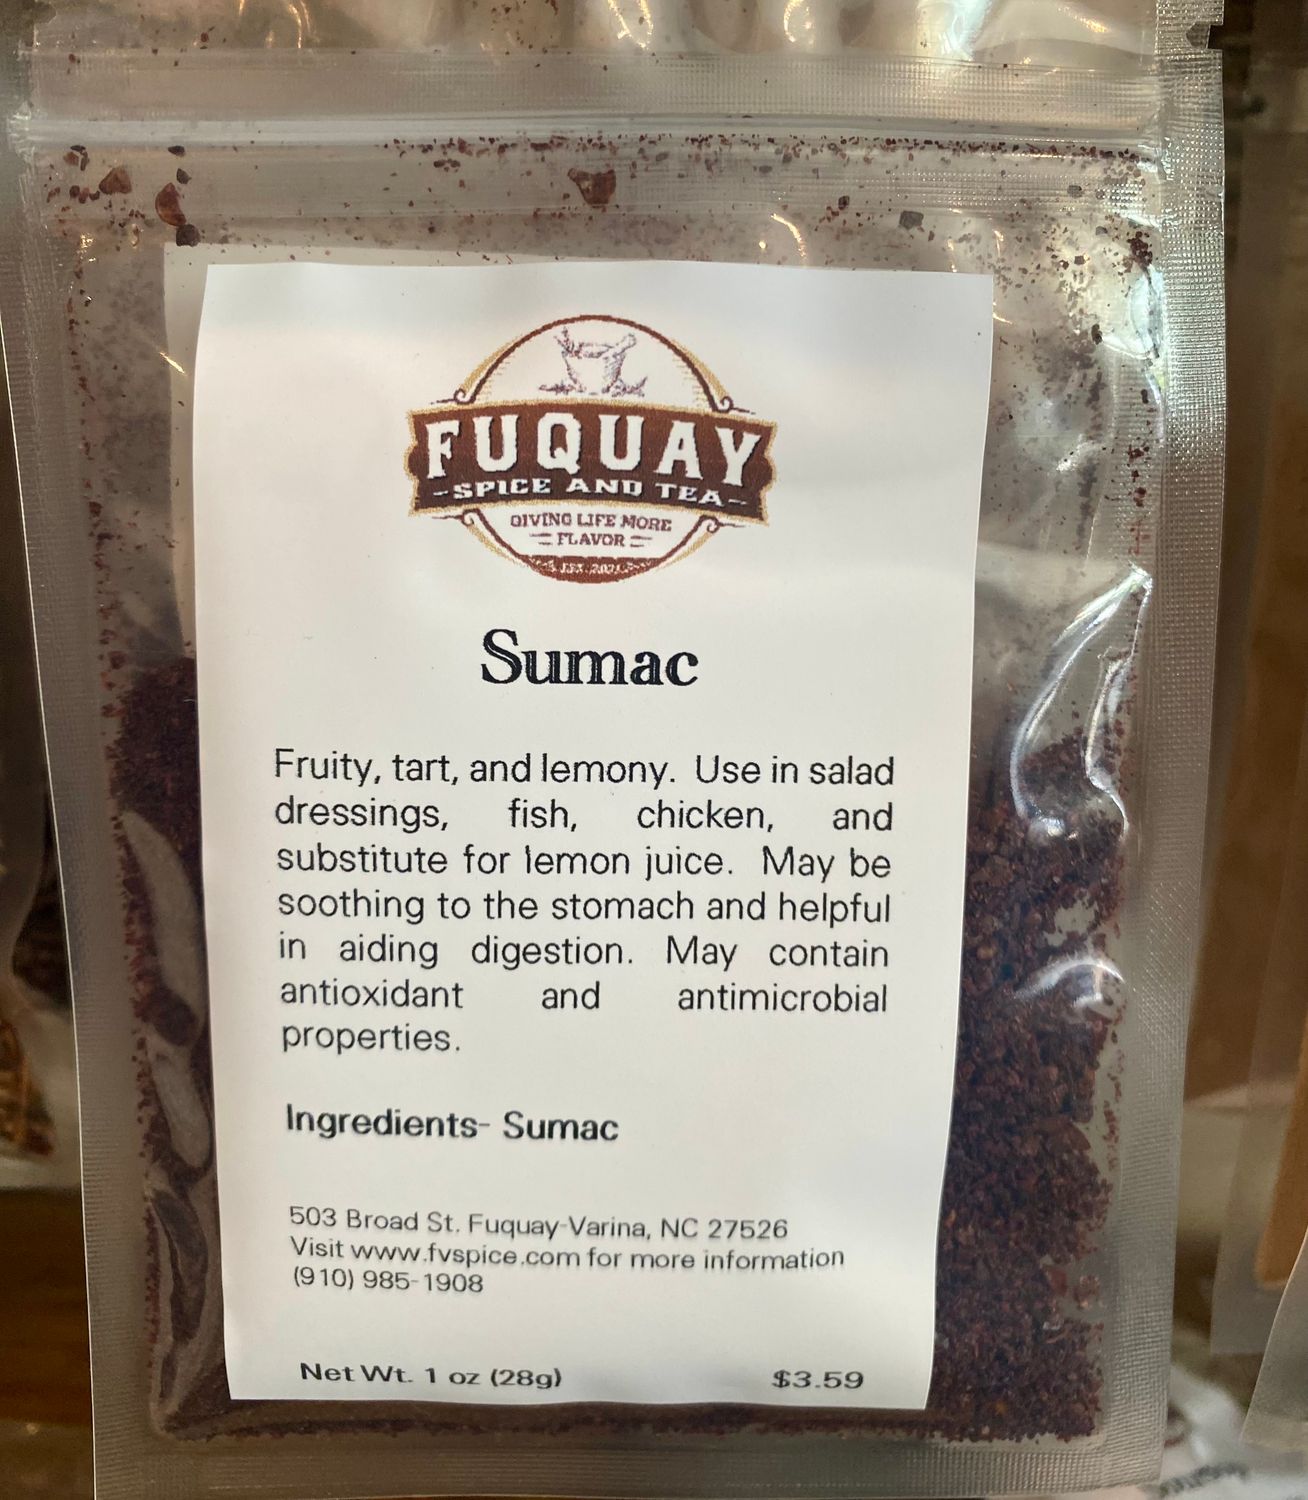 FUQUAY
-SPICE AND TEA-
GIVING LIFE MORE
FLAVOR
EST. 2021
Sumac
Fruity, tart, and lemony. Use in salad
dressings, fish, chicken, and
substitute for lemon juice. May be
soothing to the stomach and helpful
in aiding digestion. May contain
antioxidant and antimicrobial
properties.
Ingredients- Sumac
503 Broad St. Fuquay-Varina, NC 27526
Visit www.fvspice.com for more information
(910) 985-1908
Net Wt. 1 oz (28g) $3.59